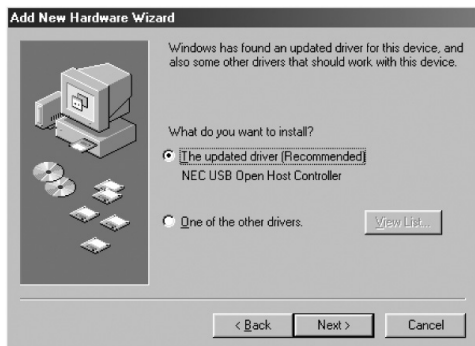 Add New Hardware Wizard
Windows has found an updated driver for this device, and
also some other drivers that should work with this device.
What do you want to install?
The updated driver (Recommended)
NEC USB Open Host Controller
One of the other drivers.
View List...
< Back
Next >
Cancel